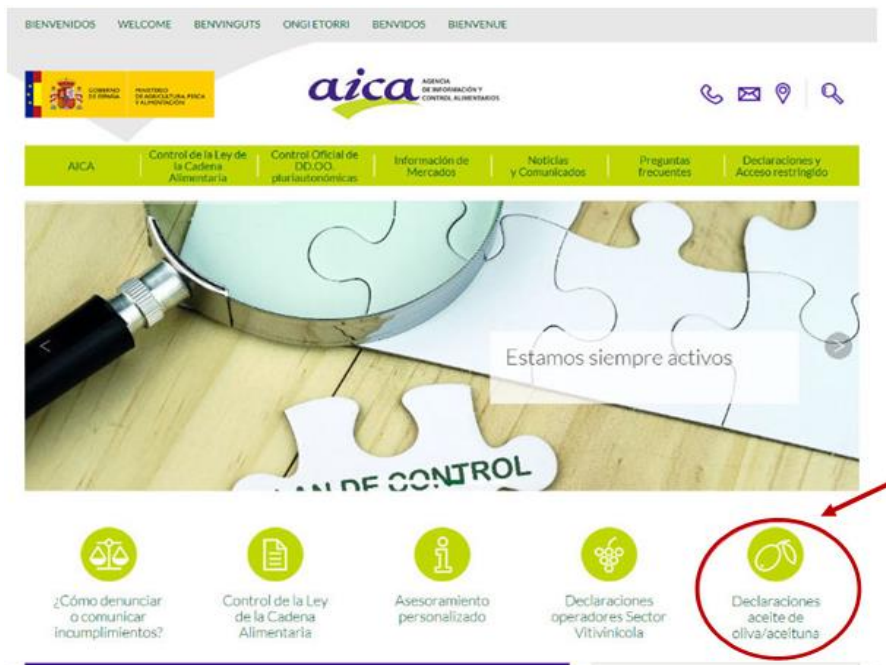 BIENVENIDOS WELCOME BENVINGUTS ONGI ETORRI BENVIDOS BIENVENUE
GOBIERNO
DE ESPAÑA
MINISTERIO
DE AGRICULTURA, PESCA
Y ALIMENTACIÓN
aica
AGENCIA
DE INFORMACIÓN Y
CONTROL ALIMENTARIOS
AICA
Control de la Ley de
la Cadena
Alimentaria
Control Oficial de
DD.OO.
pluriautonómicas
Información de
Mercados
Noticias
y Comunicados
Preguntas
frecuentes
Declaraciones y
Acceso restringido
Estamos siempre activos
LAN DE CONTROL
¿Cómo denunciar
o comunicar
incumplimientos?
Control de la Ley
de la Cadena
Alimentaria
Asesoramiento
personalizado
Declaraciones
operadores Sector
Vitivinícola
Declaraciones
aceite de
oliva/aceituna